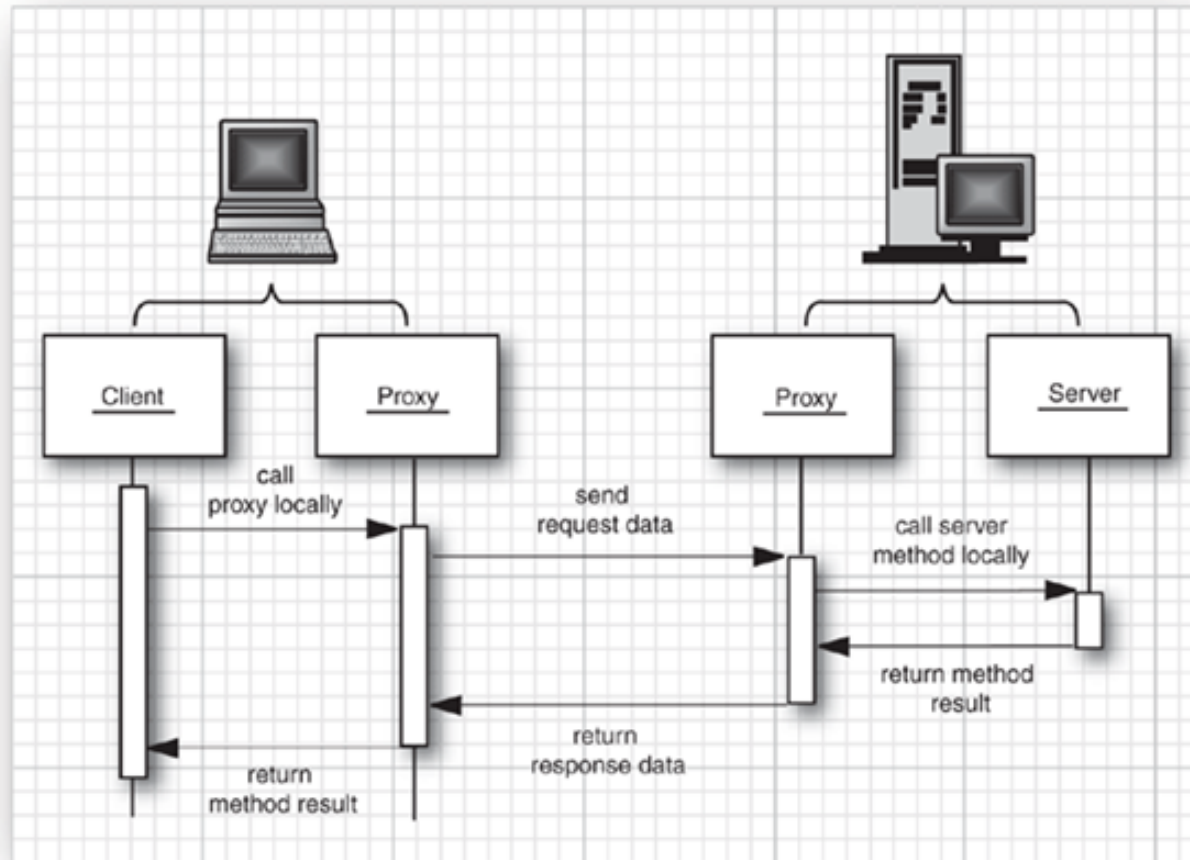 Client
Proxy
Proxy
Server
call
proxy locally
send
request data
call server
method locally
return method
result
return
response data
return
method result